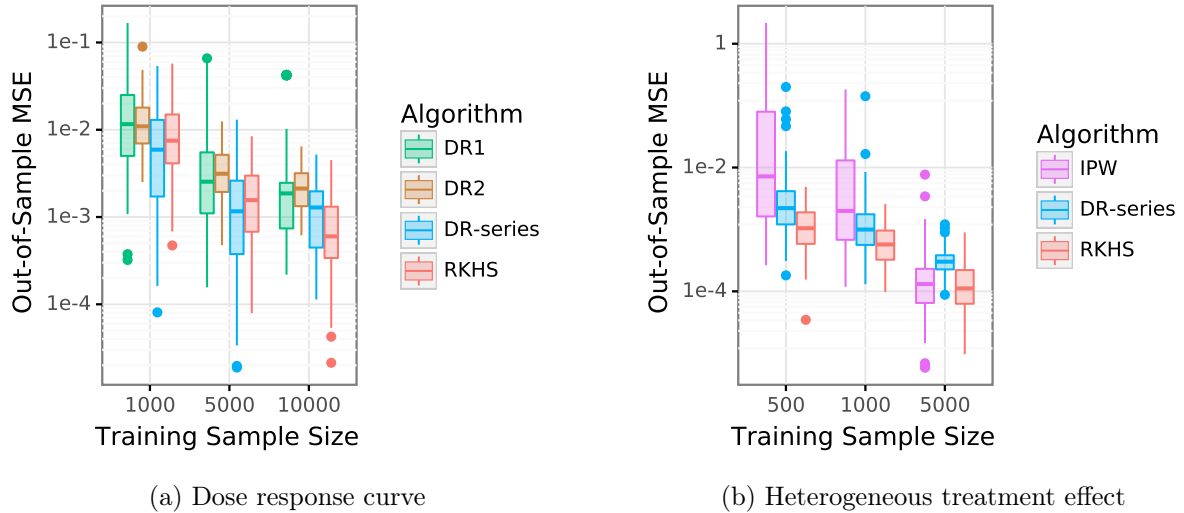 Out-of-Sample MSE
1e-1
1e-2
1e-3
1e-4
1000 5000 10000
Training Sample Size
Algorithm
DR1
DR2
DR-series
RKHS
(a) Dose response curve
Out-of-Sample MSE
1
1e-2
1e-4
500 1000 5000
Training Sample Size
Algorithm
IPW
DR-series
RKHS
(b) Heterogeneous treatment effect